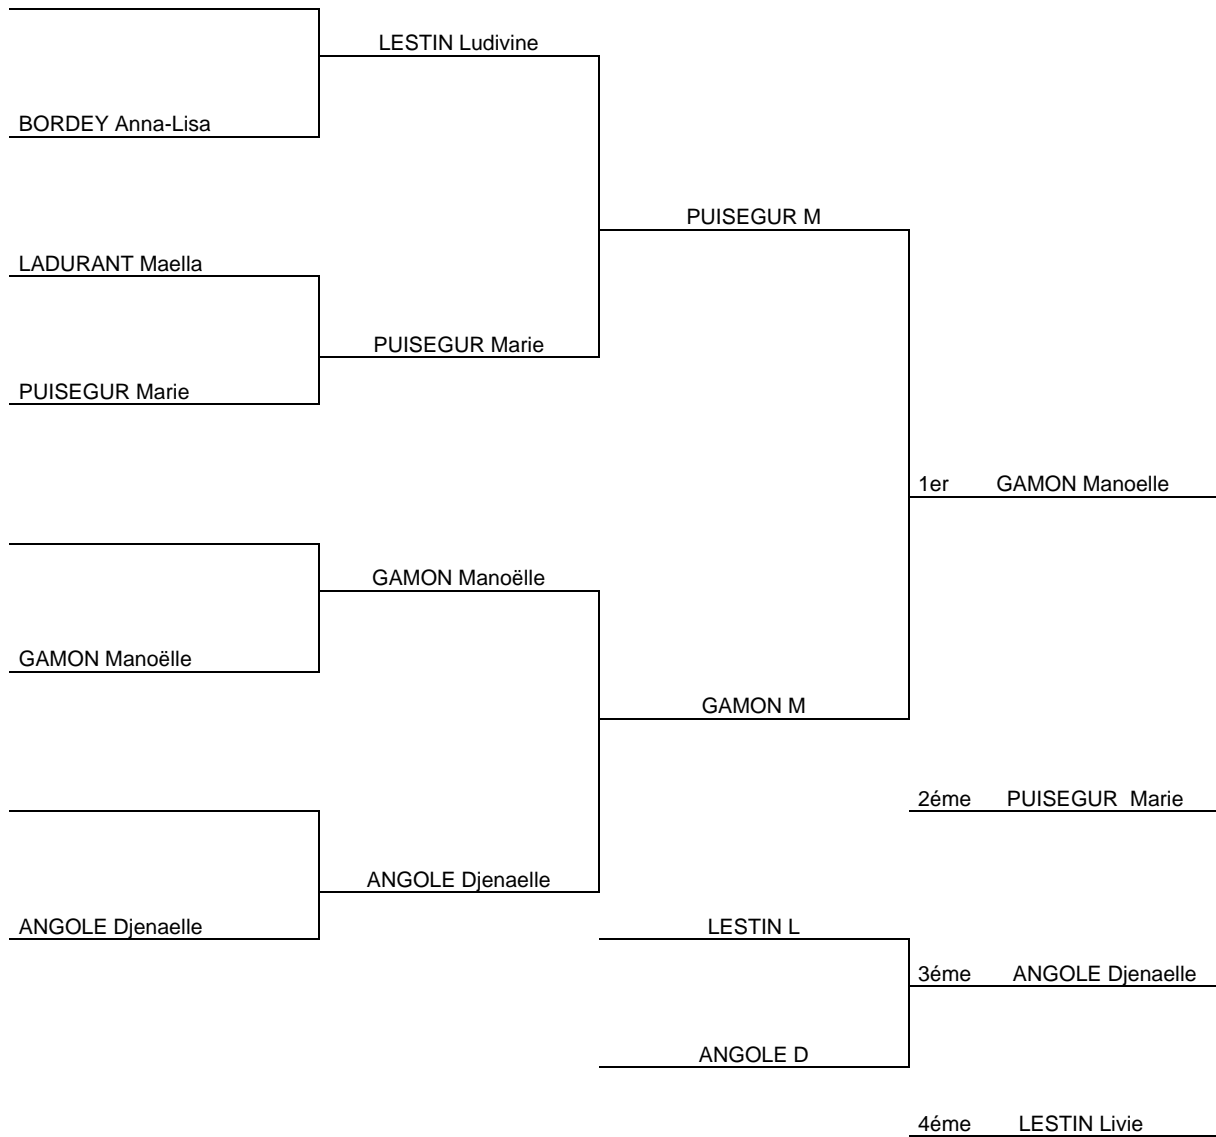 LESTIN Ludivine
BORDEY Anna-Lisa
PUISEGUR M
LADURANT Maella
PUISEGUR Marie
PUISEGUR Marie
1er GAMON Manoelle
GAMON Manoëlle
GAMON Manoëlle
GAMON M
2éme PUISEGUR Marie
ANGOLE Djenaelle
ANGOLE Djenaelle
LESTIN L
3éme ANGOLE Djenaelle
ANGOLE D
4éme LESTIN Livie